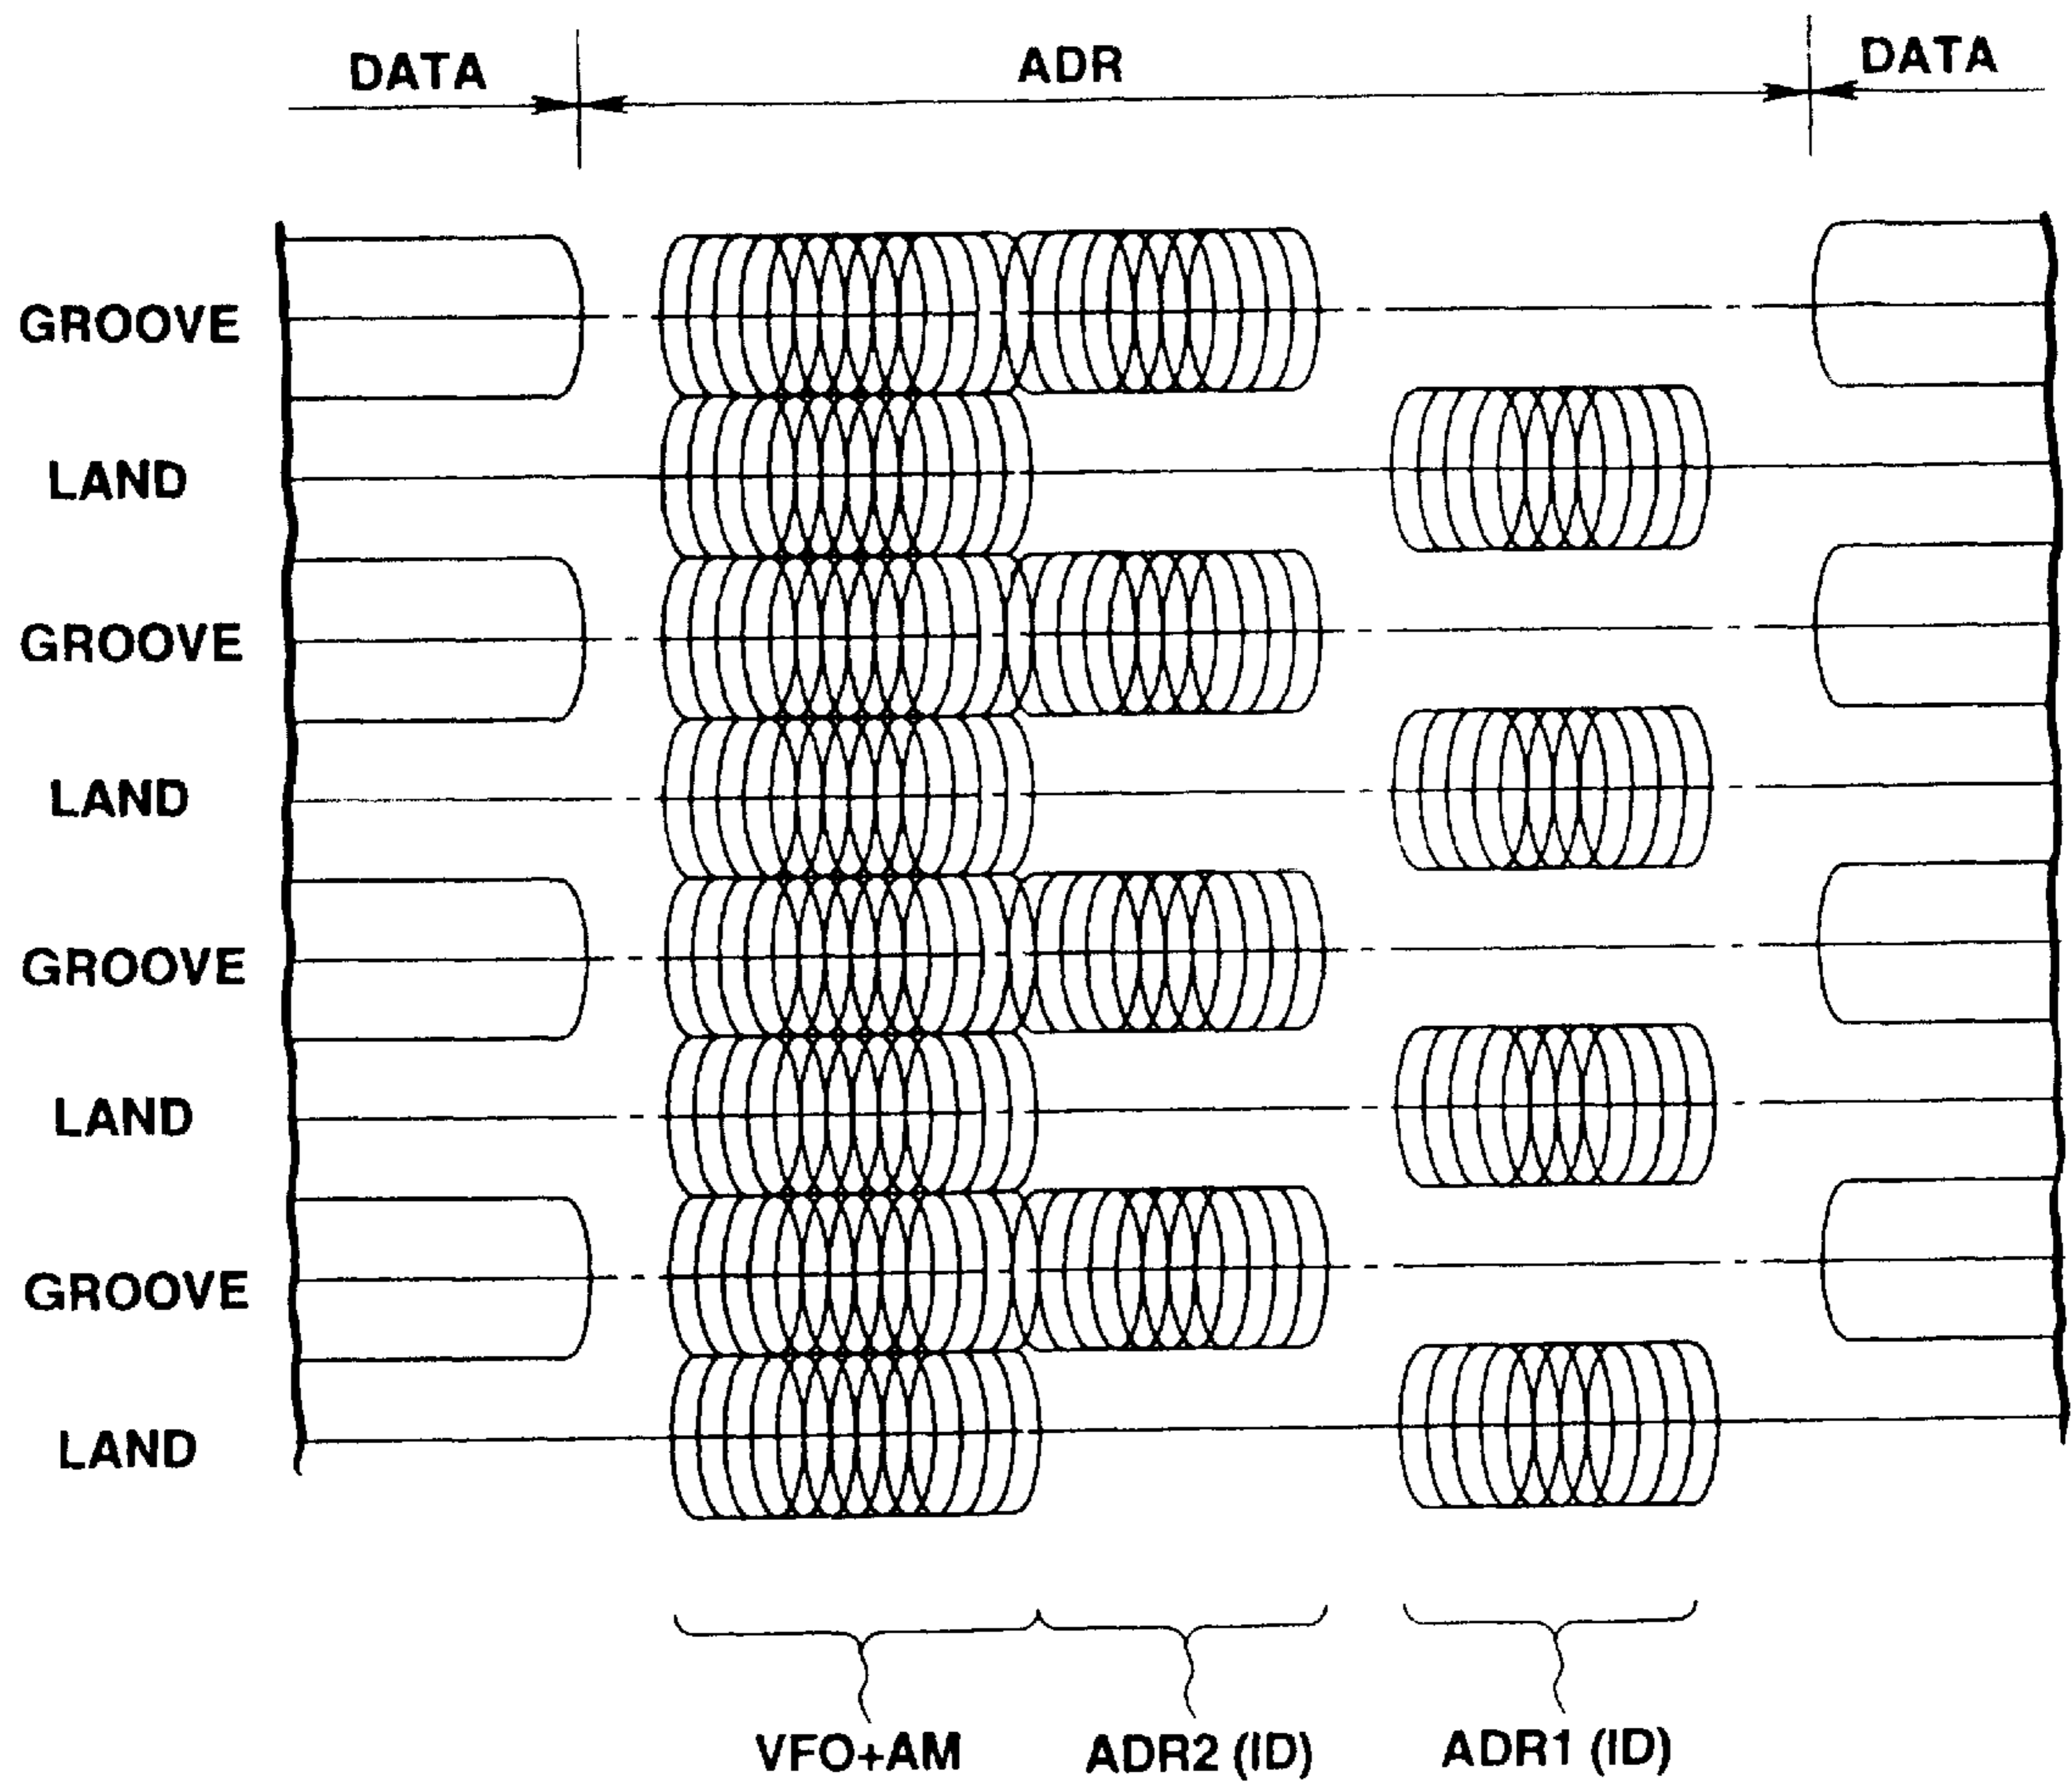 DATA
ADR
DATA
GROOVE
LAND
GROOVE
LAND
GROOVE
LAND
GROOVE
LAND
VFO+AM
ADR2 (ID)
ADR1 (ID)